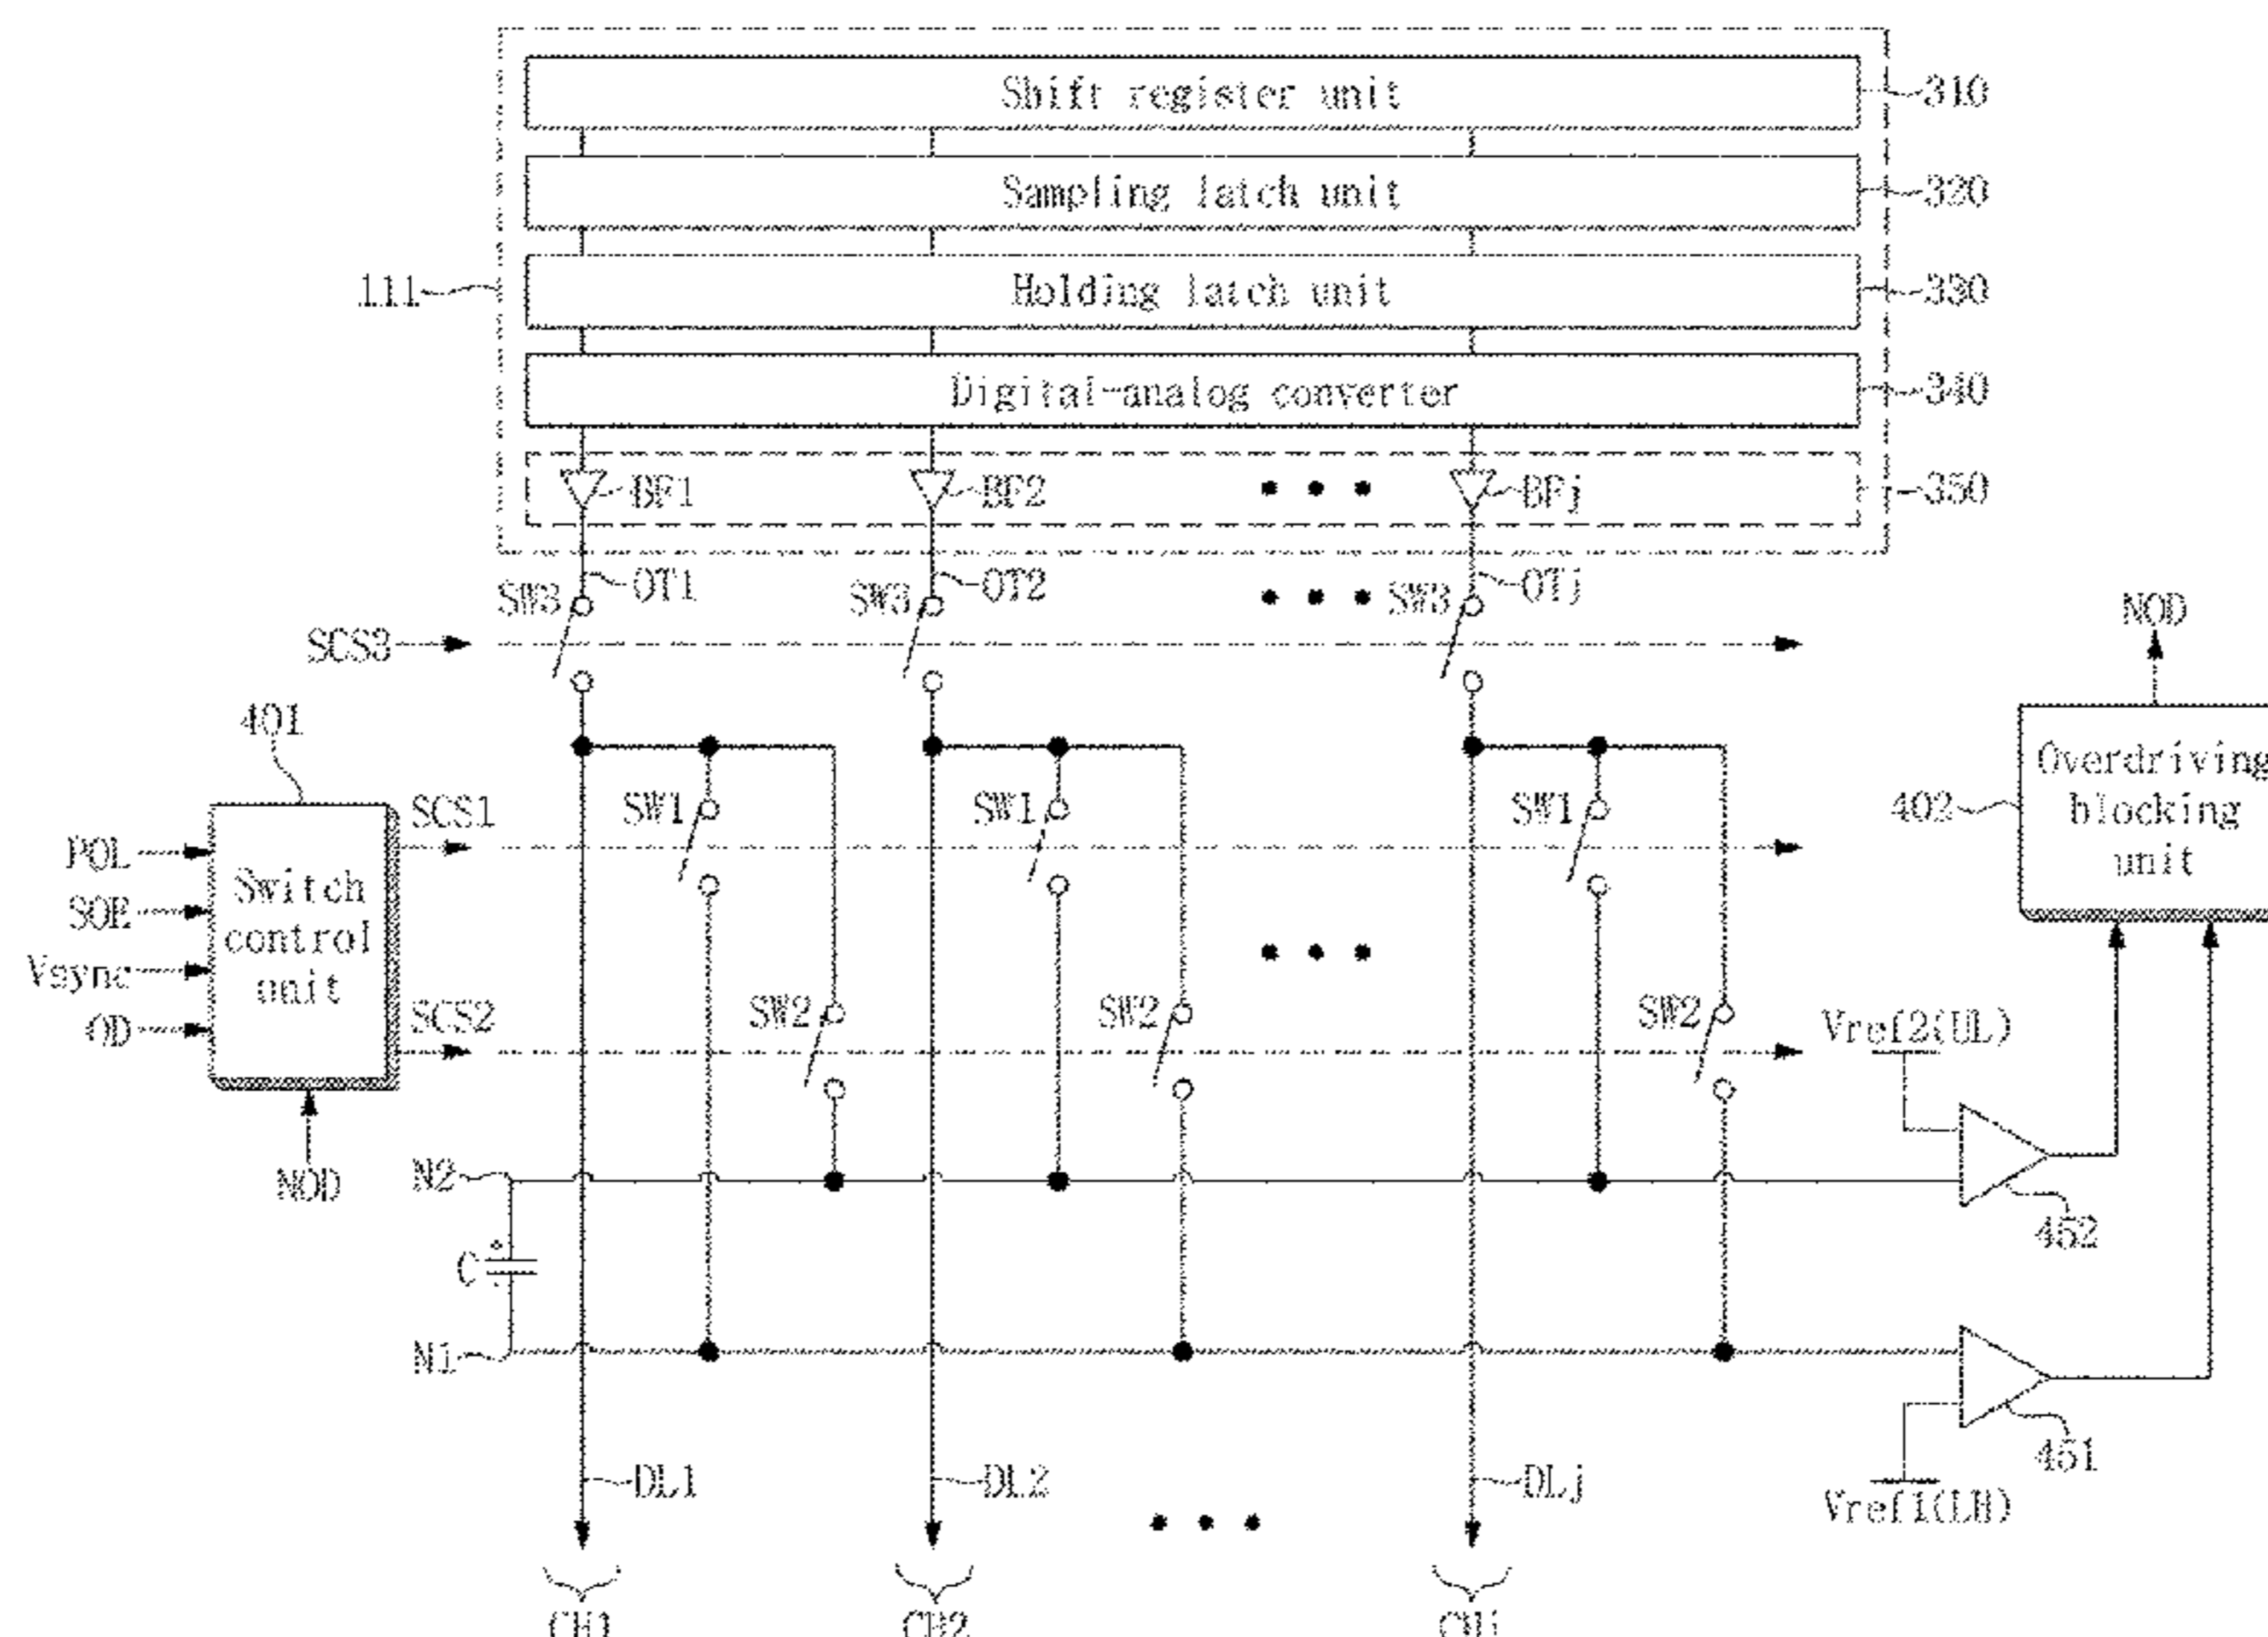 Shift register unit
310
Sampling latch unit
320
111
Holding latch unit
330
Digital-analog converter
340
BF1
BF2
BFj
350
SW3
OT1
SW3
OT2
SW3
OTj
NOD
SCS3
401
SCS1
SW1
SW1
SW1
402
Overdriving
blocking
unit
POL
SOE
Vsync
OD
Switch
control
unit
SCS2
SW2
SW2
SW2
Vref2(UL)
NOD
N2
452
C
N1
451
DL1
DL2
DLj
Vref1(LH)
CH1
CH2
CHj